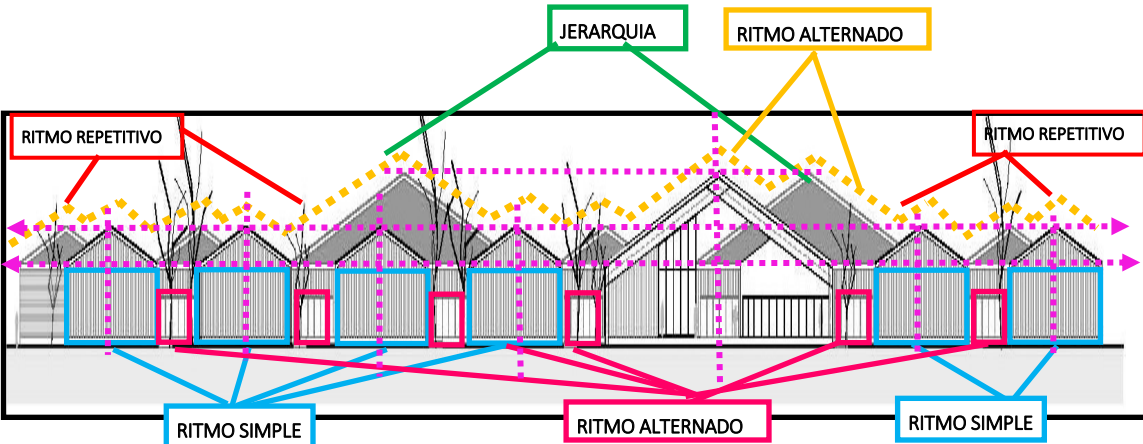 JERARQUIA
RITMO ALTERNADO
RITMO REPETITIVO
RITMO REPETITIVO
RITMO SIMPLE
RITMO ALTERNADO
RITMO SIMPLE